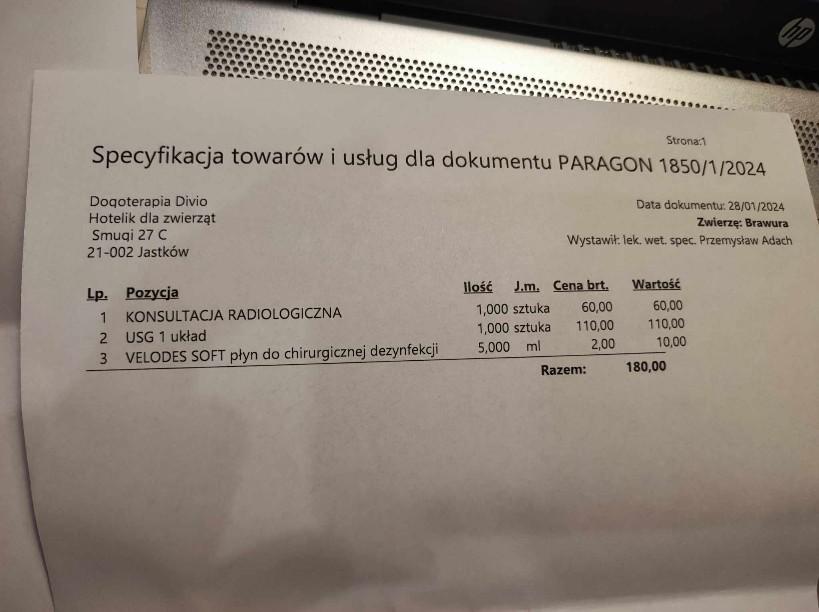 hp
Strona:1
Specyfikacja towarów i usług dla dokumentu PARAGON 1850/1/2024
Dogoterapia Divio
Hotelik dla zwierząt
Smugi 27 C
21-002 Jastków
Data dokumentu: 28/01/2024
Zwierzę: Brawura
Wystawił: lek. wet. spec. Przemysław Adach
Lp. Pozycja Ilość J.m. Cena brt. Wartość
1 KONSULTACJA RADIOLOGICZNA 1,000 sztuka 60,00 60,00
2 USG 1 układ 1,000 sztuka 110,00 110,00
3 VELODES SOFT płyn do chirurgicznej dezynfekcji 5,000 ml 2,00 10,00
Razem: 180,00